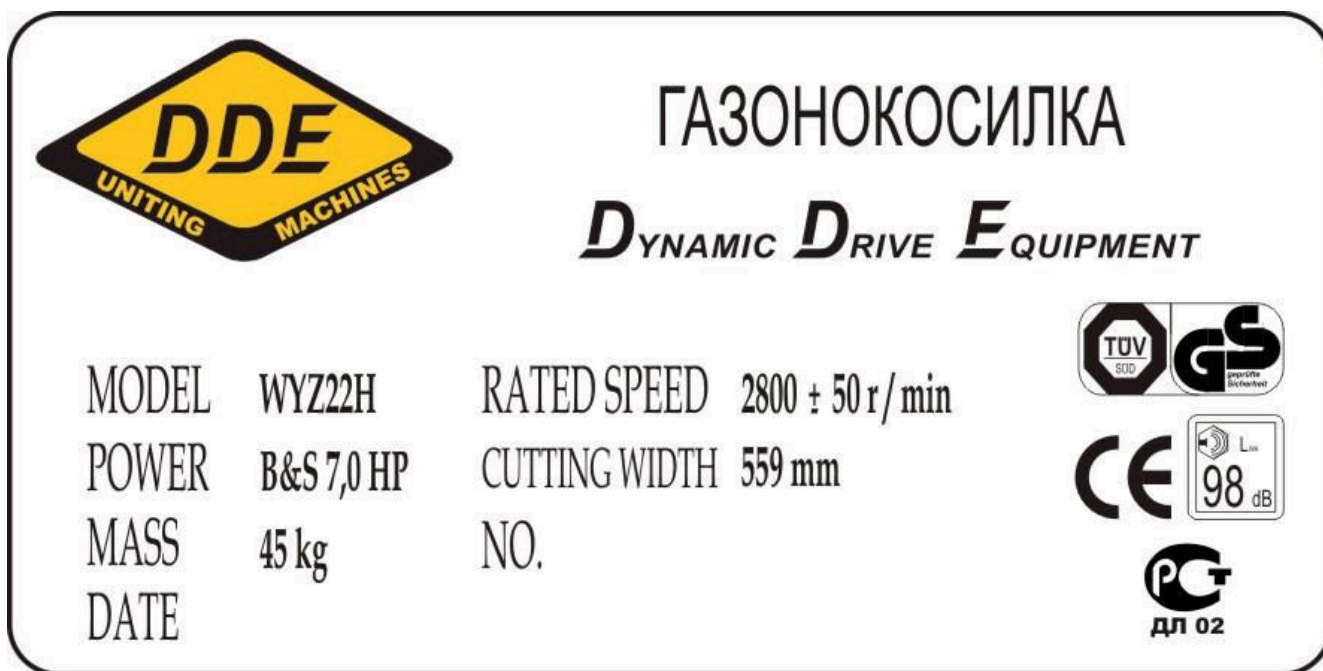 DDE
UNITING MACHINES
ГАЗОНОКОСИЛКА
DYNAMIC DRIVE EQUIPMENT
MODEL WYZ22H RATED SPEED 2800 ± 50 r/min
POWER B&S 7,0 HP CUTTING WIDTH 559 mm
MASS 45 kg NO.
DATE
TÜV
SÜD
GS
geprüfte
Sicherheit
CE
98 dB
РСТ
ДЛ 02